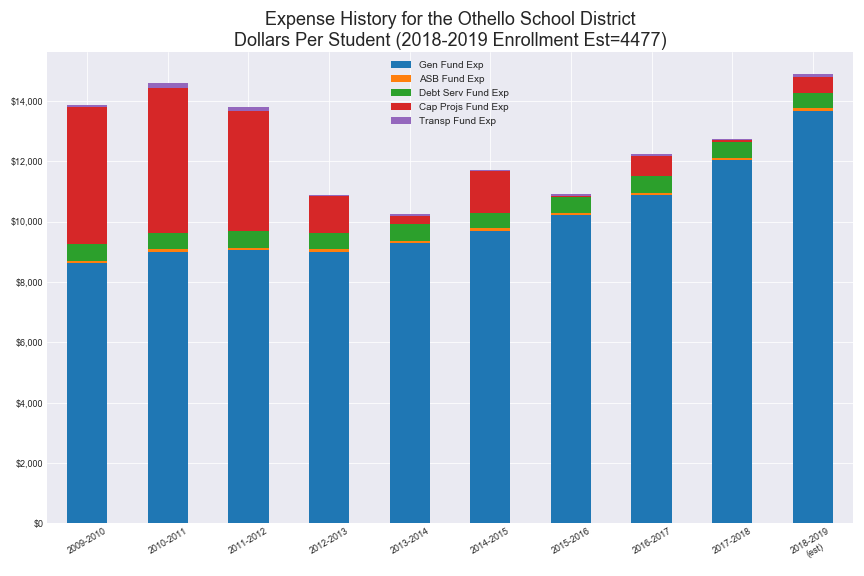 Expense History for the Othello School District
Dollars Per Student (2018-2019 Enrollment Est=4477)
Gen Fund Exp
ASB Fund Exp
Debt Serv Fund Exp
Cap Projs Fund Exp
Transp Fund Exp
$14,000
$12,000
$10,000
$8,000
$6,000
$4,000
$2,000
$0
2009-2010
2010-2011
2011-2012
2012-2013
2013-2014
2014-2015
2015-2016
2016-2017
2017-2018
2018-2019
(est)